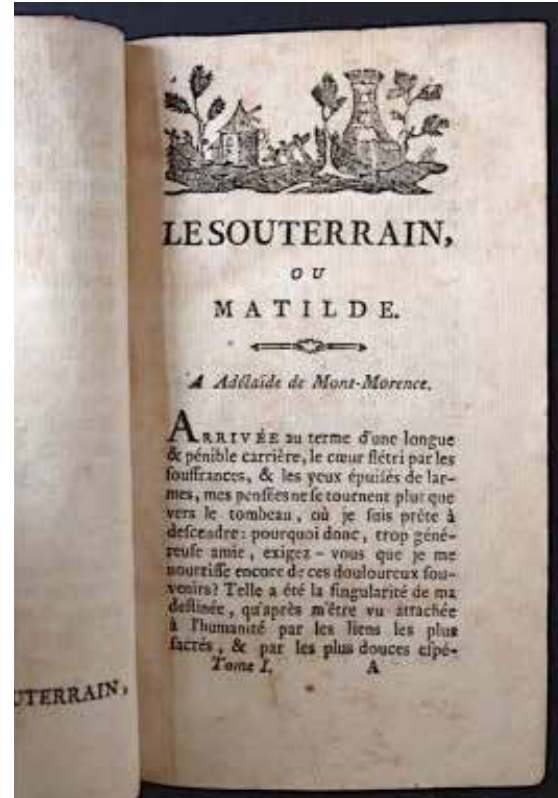 UTERRAIN,
LE SOUTERRAIN,
OU
MATILDE.
A Adélaïde de Mont-Morence.
ARRIVÉE au terme d'une longue
& pénible carrière, le cœur flétri par les
ſouffrances, & les yeux épuiſés de lar-
mes, mes penſées ne ſe tournent plus que
vers le tombeau, où je ſuis prête à
deſcendre: pourquoi donc, trop géné-
reuſe amie, exigez-vous que je me
nourriſſe encore de ces douloureux ſou-
venirs? Telle a été la ſingularité de ma
deſtinée, qu'après m'être vu attachée
à l'humanité par les liens les plus
ſacrés, & par les plus douces eſpé-
Tome I. A